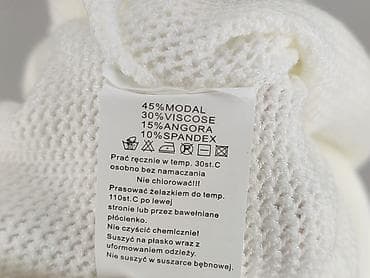 45%MODAL
30%VISCOSE
15%ANGORA
10%SPANDEX
Prać ręcznie w temp. 30st.C
osobno bez namaczania
Nie chlorować!!!
Prasować żelazkiem do temp.
110st.C po lewej
stronie lub przez bawełniane
płócienko.
Nie czyścić chemicznie!
Suszyć na płasko wraz z
uformowaniem odzieży.
Nie suszyć w suszarce bębnowej.